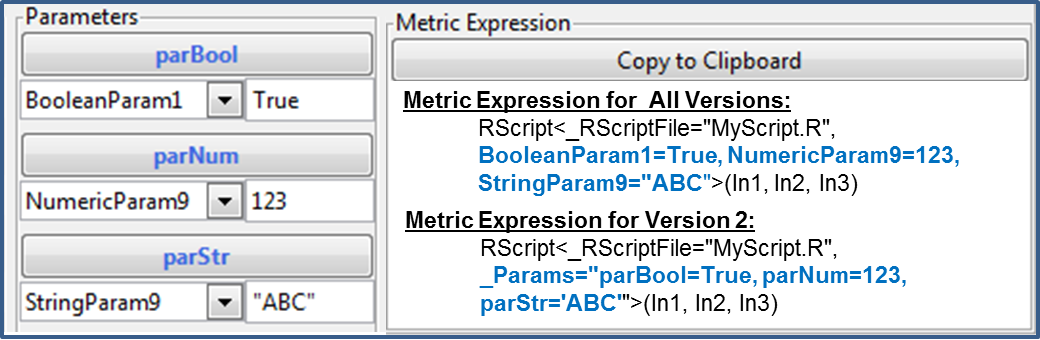 Parameters
parBool
BooleanParam1 True
parNum
NumericParam9 123
parStr
StringParam9 "ABC"
Metric Expression
Copy to Clipboard
Metric Expression for All Versions:
RScript<_RScriptFile="MyScript.R",
BooleanParam1=True, NumericParam9=123,
StringParam9="ABC">(In1, In2, In3)
Metric Expression for Version 2:
RScript<_RScriptFile="MyScript.R",
_Params="parBool=True, parNum=123,
parStr='ABC'">(In1, In2, In3)